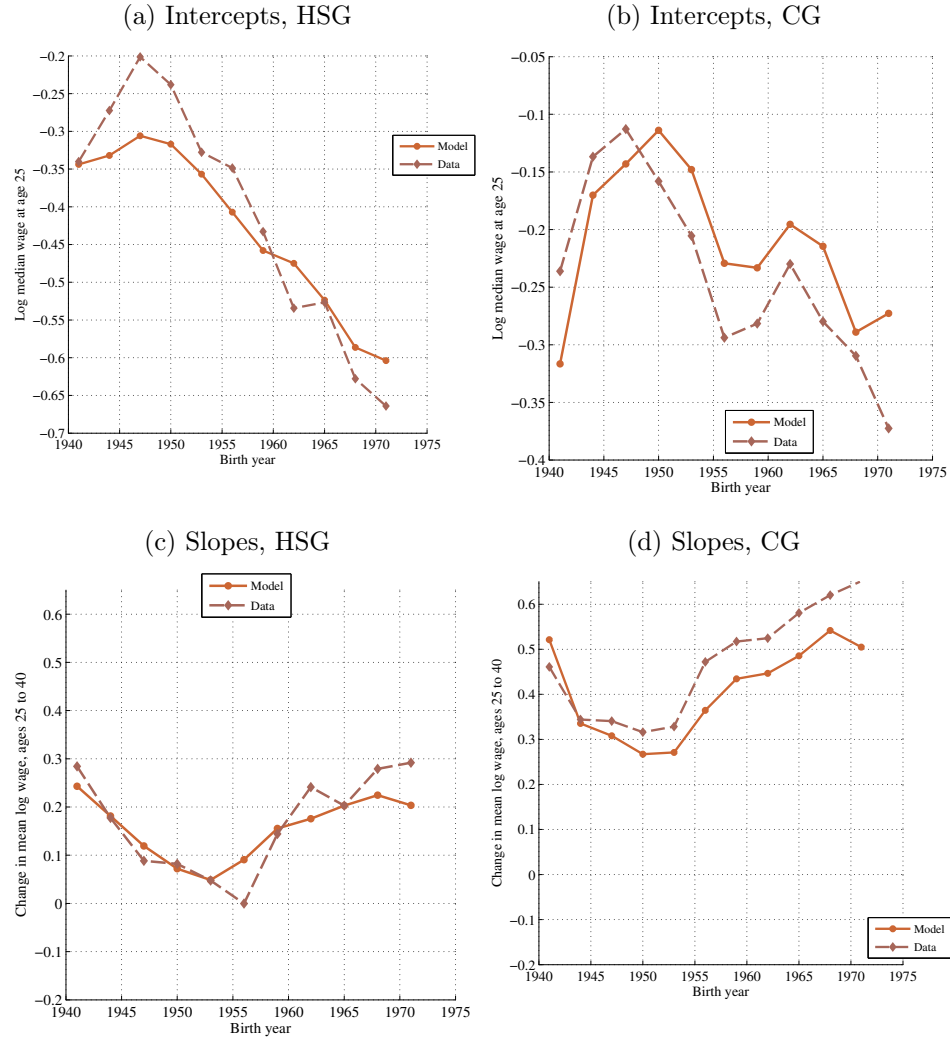 (a) Intercepts, HSG
−0.2
−0.25
−0.3
−0.35
−0.4
−0.45
−0.5
−0.55
−0.6
−0.65
−0.7
1940 1945 1950 1955 1960 1965 1970 1975
Birth year
Log median wage at age 25
Model
Data
(b) Intercepts, CG
−0.05
−0.1
−0.15
−0.2
−0.25
−0.3
−0.35
−0.4
1940 1945 1950 1955 1960 1965 1970 1975
Birth year
Log median wage at age 25
Model
Data
(c) Slopes, HSG
Model
Data
0.6
0.5
0.4
0.3
0.2
0.1
0
−0.1
−0.2
1940 1945 1950 1955 1960 1965 1970 1975
Birth year
Change in mean log wage, ages 25 to 40
(d) Slopes, CG
0.6
0.5
0.4
0.3
0.2
0.1
0
−0.1
−0.2
1940 1945 1950 1955 1960 1965 1970 1975
Birth year
Change in mean log wage, ages 25 to 40
Model
Data